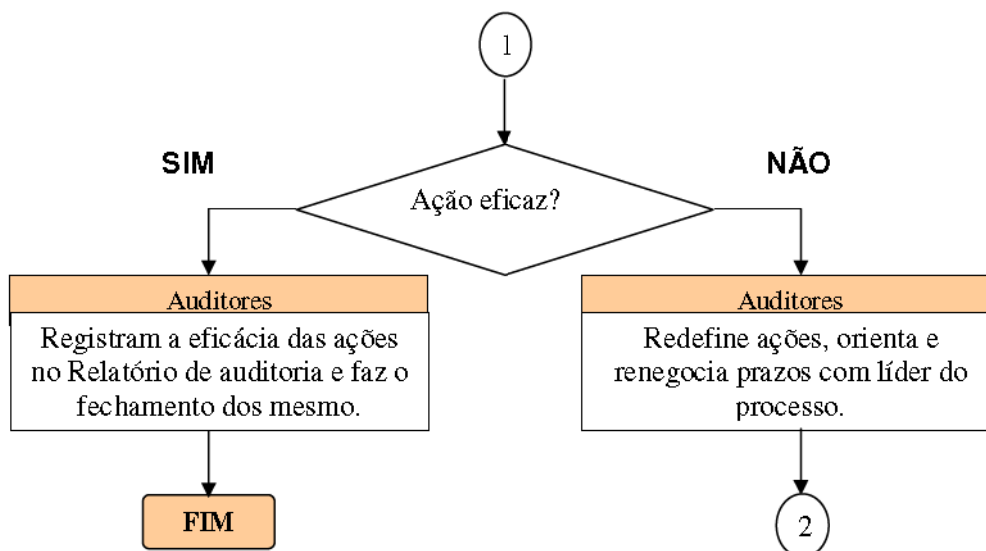 1
SIM
NÃO
Ação eficaz?
Auditores
Registram a eficácia das ações
no Relatório de auditoria e faz o
fechamento dos mesmo.
Auditores
Redefine ações, orienta e
renegocia prazos com líder do
processo.
FIM
2